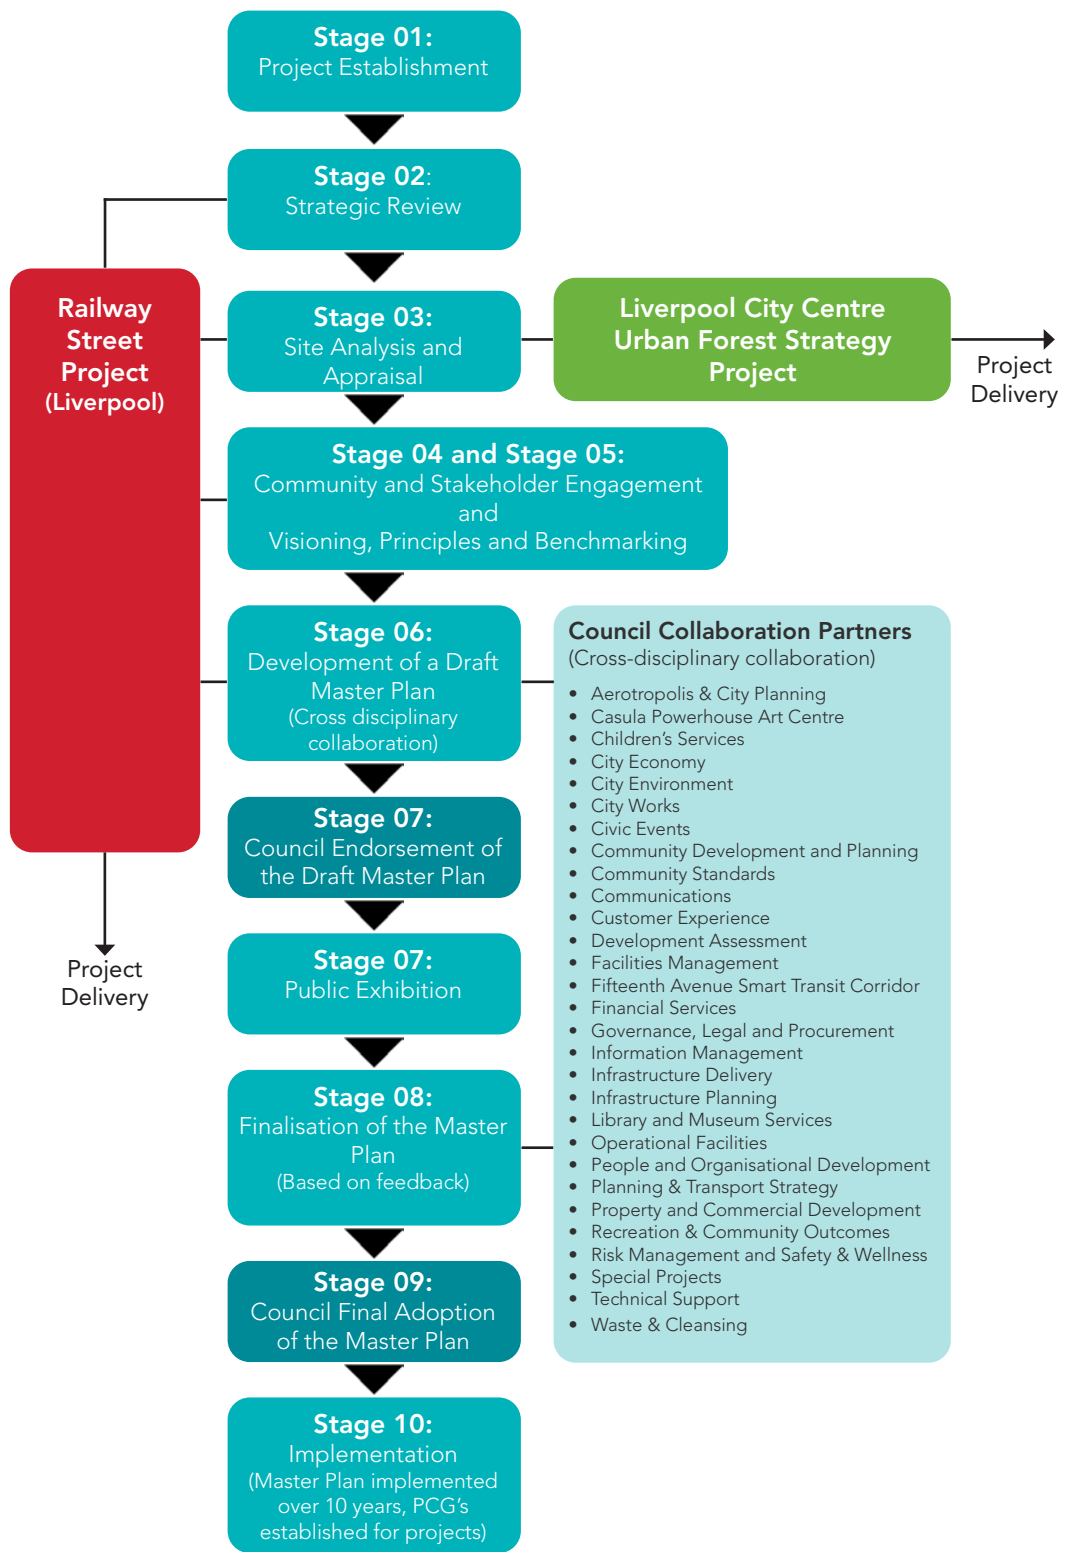 Stage 01:
Project Establishment
Stage 02:
Strategic Review
Railway
Street
Project
(Liverpool)
Stage 03:
Site Analysis and
Appraisal
Liverpool City Centre
Urban Forest Strategy
Project
Project
Delivery
Stage 04 and Stage 05:
Community and Stakeholder Engagement
and
Visioning, Principles and Benchmarking
Stage 06:
Development of a Draft
Master Plan
(Cross disciplinary
collaboration)
Council Collaboration Partners
(Cross-disciplinary collaboration)
• Aerotropolis & City Planning
• Casula Powerhouse Art Centre
• Children's Services
• City Economy
• City Environment
• City Works
• Civic Events
• Community Development and Planning
• Community Standards
• Communications
• Customer Experience
• Development Assessment
• Facilities Management
• Fifteenth Avenue Smart Transit Corridor
• Financial Services
• Governance, Legal and Procurement
• Information Management
• Infrastructure Delivery
• Infrastructure Planning
• Library and Museum Services
• Operational Facilities
• People and Organisational Development
• Planning & Transport Strategy
• Property and Commercial Development
• Recreation & Community Outcomes
• Risk Management and Safety & Wellness
• Special Projects
• Technical Support
• Waste & Cleansing
Stage 07:
Council Endorsement of
the Draft Master Plan
Project
Delivery
Stage 07:
Public Exhibition
Stage 08:
Finalisation of the Master
Plan
(Based on feedback)
Stage 09:
Council Final Adoption
of the Master Plan
Stage 10:
Implementation
(Master Plan implemented
over 10 years, PCG's
established for projects)